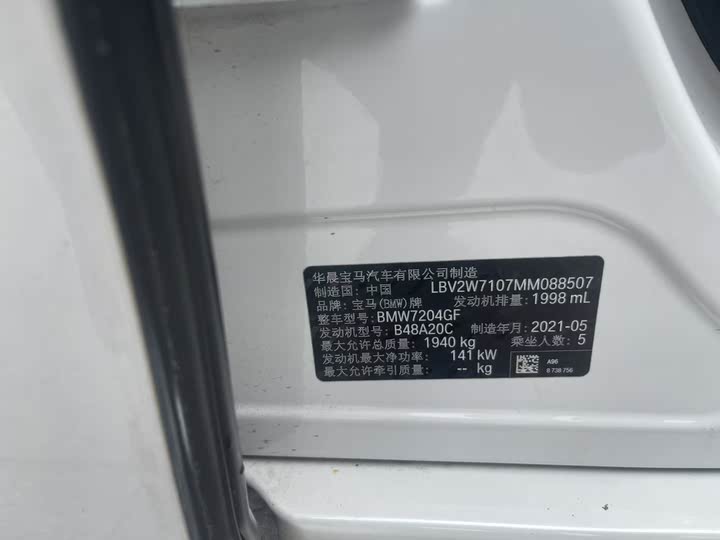 华晨宝马汽车有限公司制造
制造国: 中国 LBV2W7107MM088507
品牌: 宝马(BMW)牌 发动机排量: 1998 mL
整车型号: BMW7204GF
发动机型号: B48A20C 制造年月: 2021-05
最大允许总质量: 1940 kg 乘坐人数: 5
发动机最大净功率: 141 kW
最大允许牵引质量: -- kg
A96
8 738 756